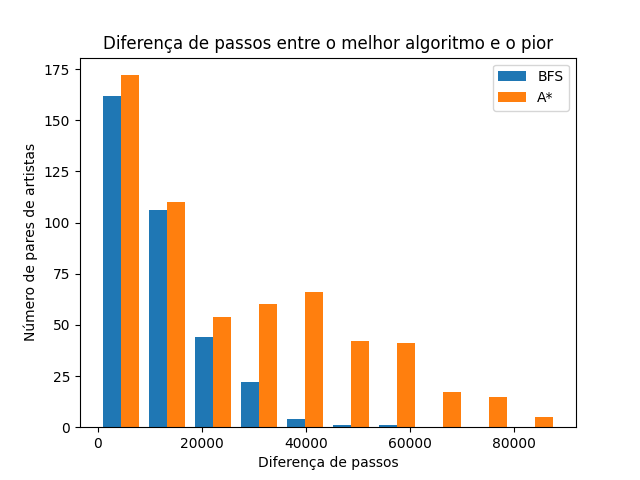 Diferença de passos entre o melhor algoritmo e o pior
BFS
A*
Número de pares de artistas
175
150
125
100
75
50
25
0
0 20000 40000 60000 80000
Diferença de passos